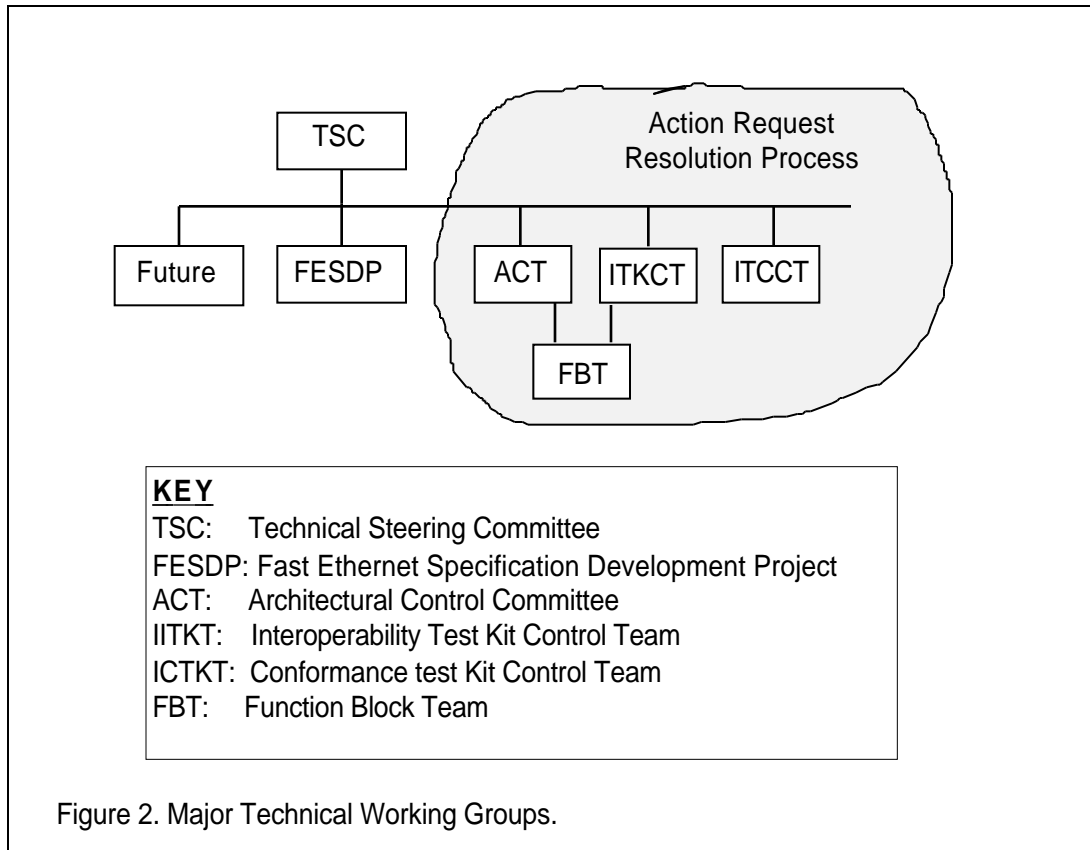 Action Request
Resolution Process
TSC
Future
FESDP
ACT
ITKCT
ITCCT
FBT
KEY
TSC: Technical Steering Committee
FESDP: Fast Ethernet Specification Development Project
ACT: Architectural Control Committee
IITKT: Interoperability Test Kit Control Team
ICTKT: Conformance test Kit Control Team
FBT: Function Block Team
Figure 2. Major Technical Working Groups.